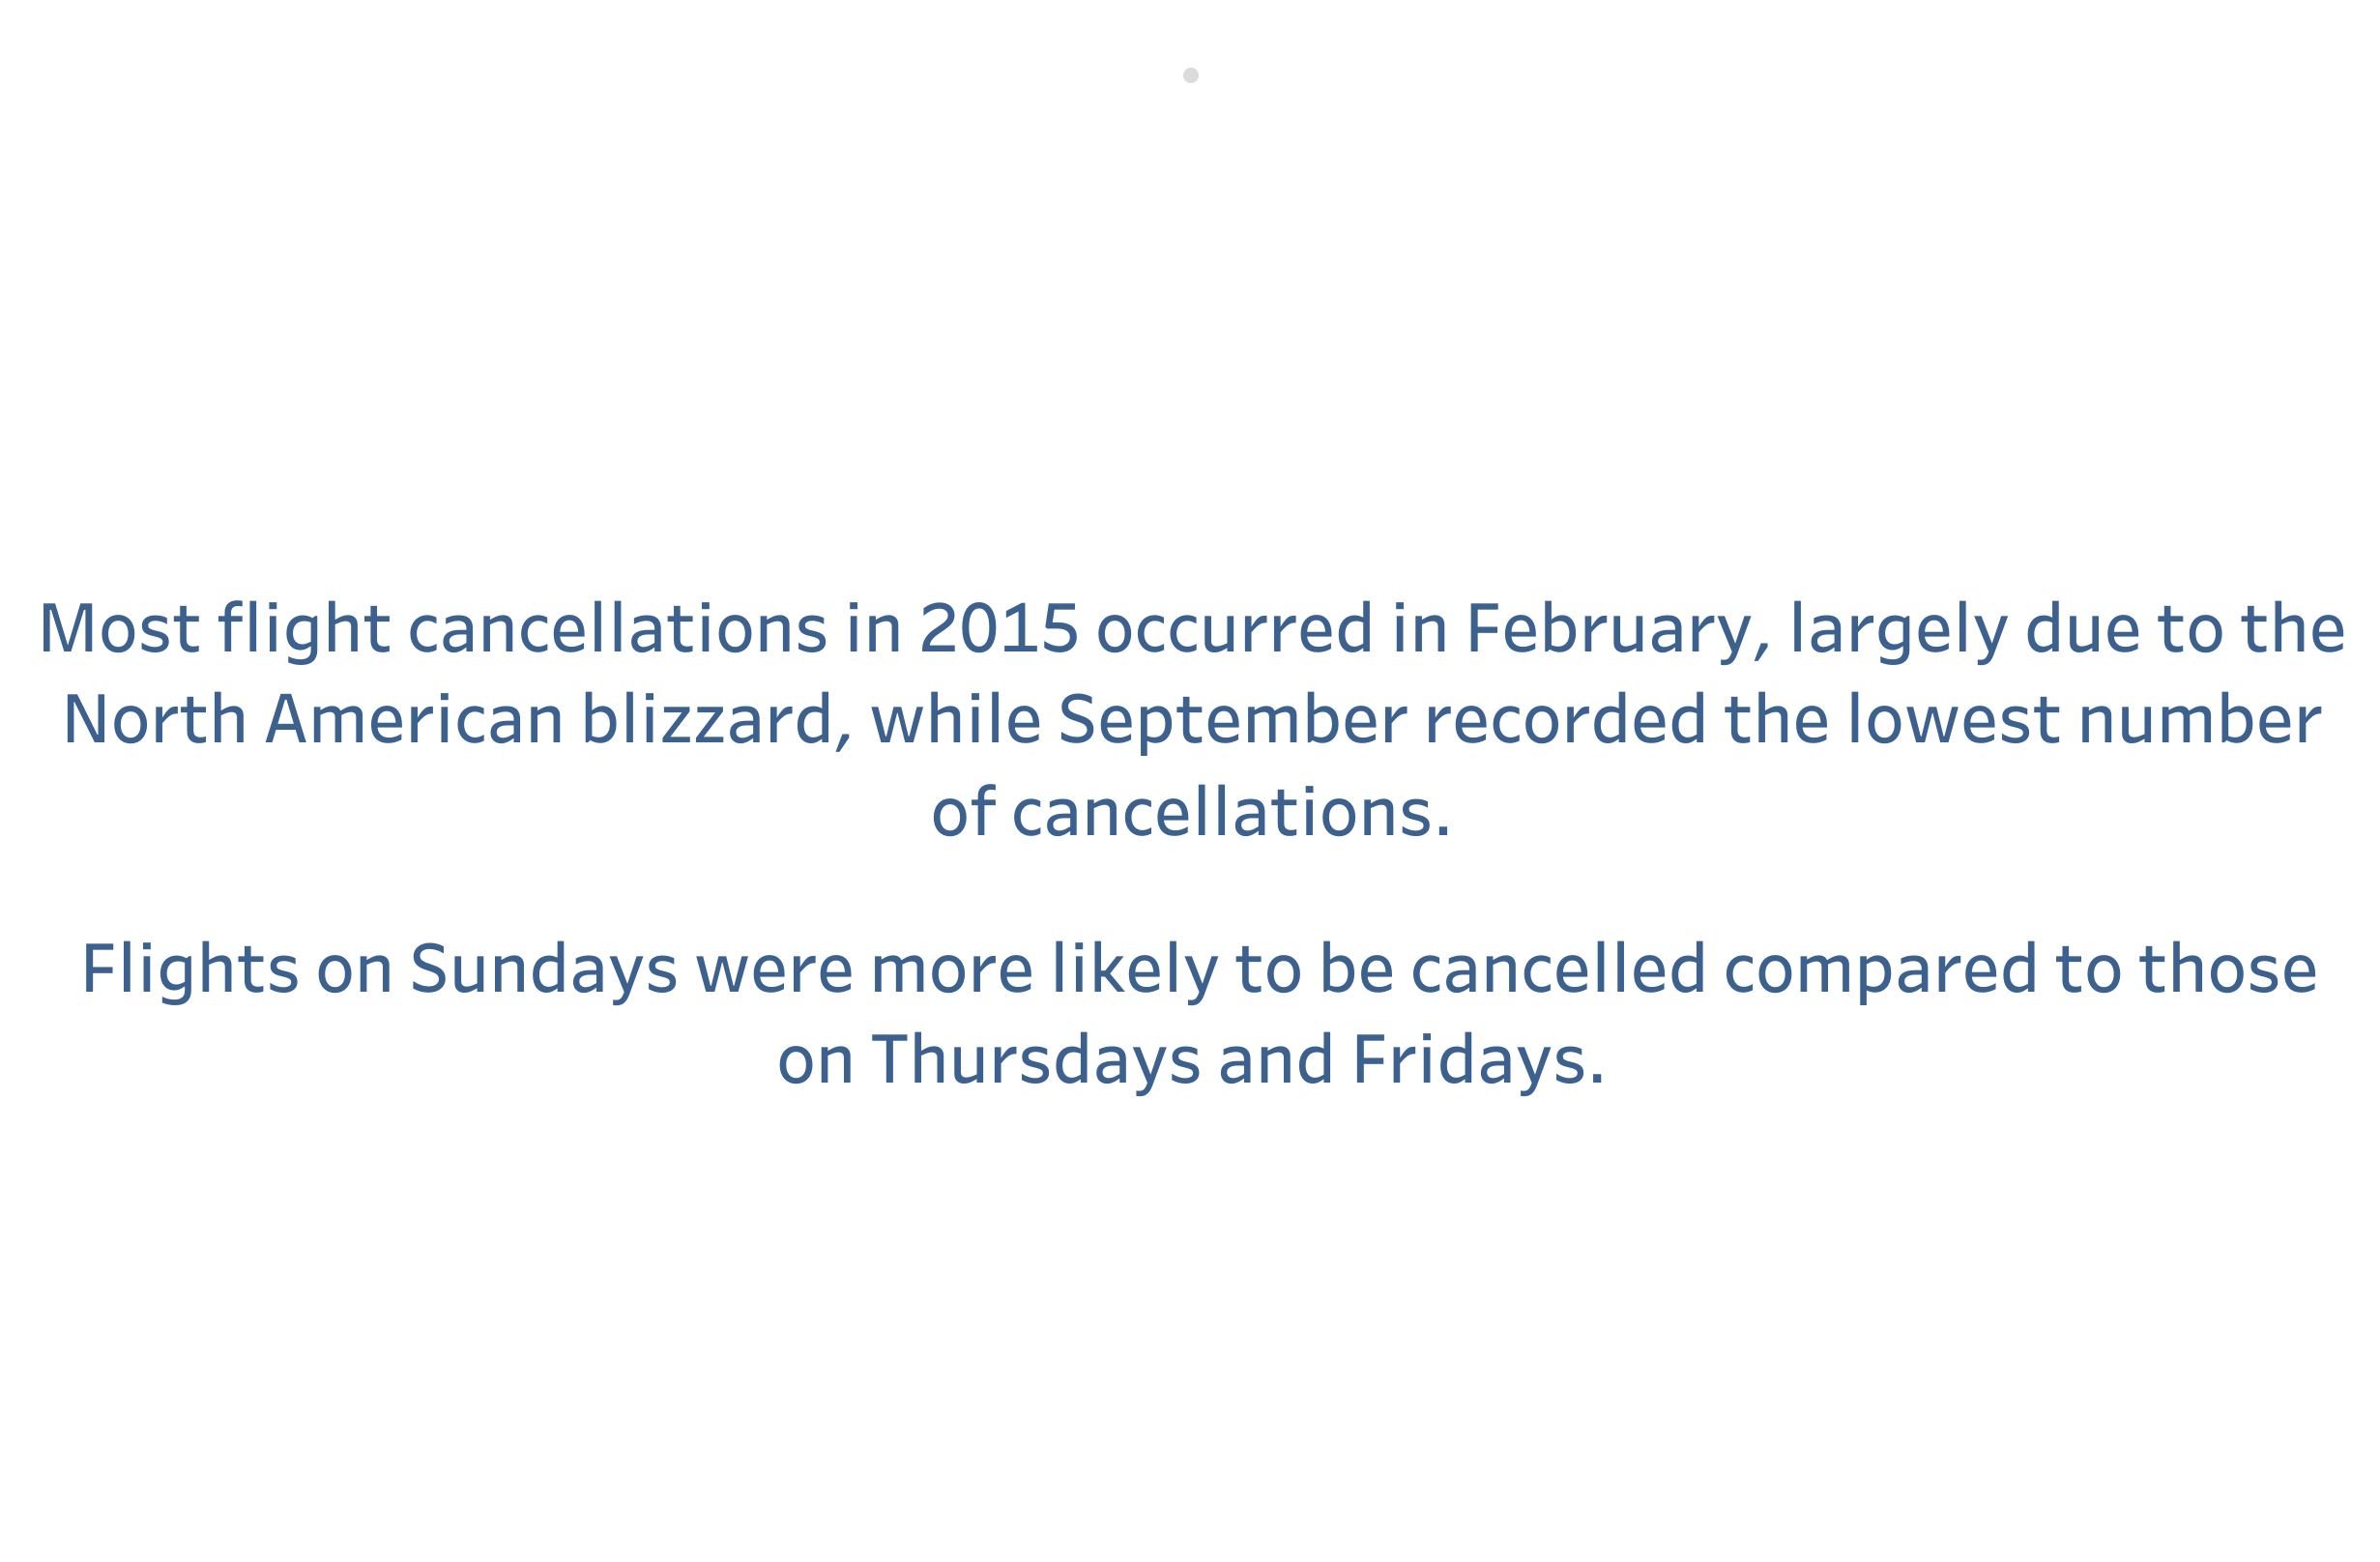 Most flight cancellations in 2015 occurred in February, largely due to the
North American blizzard, while September recorded the lowest number
of cancellations.
Flights on Sundays were more likely to be cancelled compared to those
on Thursdays and Fridays.